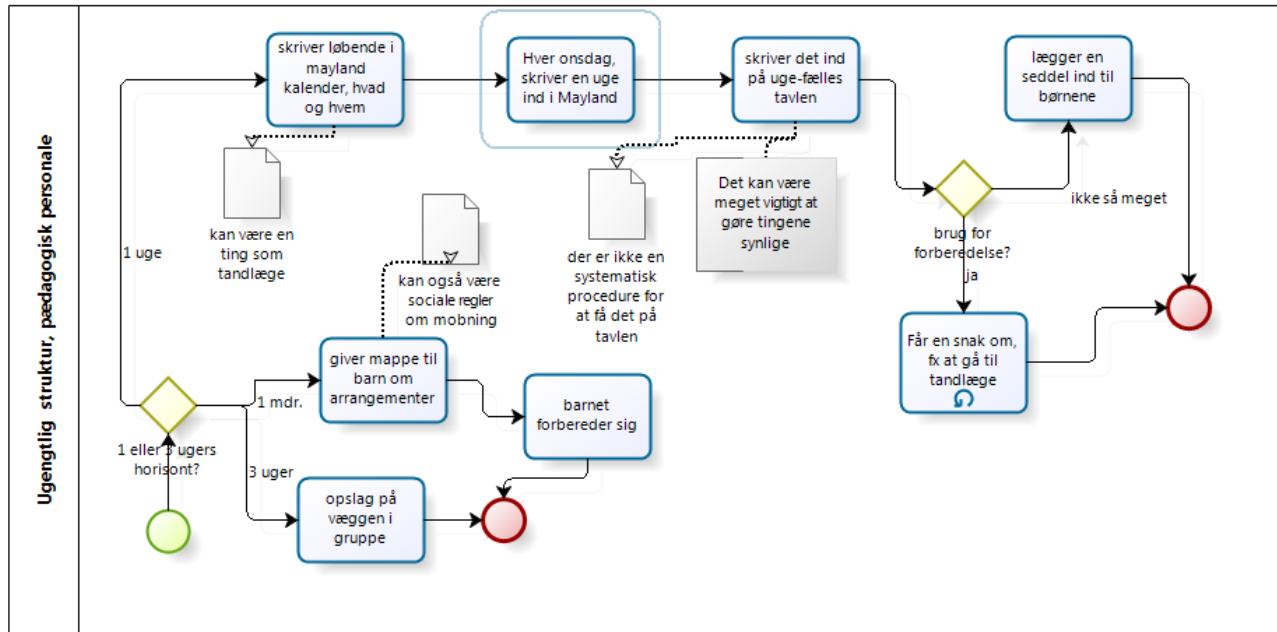 Ugengtlig struktur, pædagogisk personale
skriver løbende i
mayland
kalender, hvad
og hvem
Hver onsdag,
skriver en uge
ind i Mayland
skriver det ind
på uge-fælles
tavlen
lægger en
seddel ind til
børnene
kan være en
ting som
tandlæge
1 uge
kan også være
sociale regler
om mobning
der er ikke en
systematisk
procedure for
at få det på
tavlen
Det kan være
meget vigtigt at
gøre tingene
synlige
ikke så meget
brug for
forberedelse?
ja
Får en snak om,
fx at gå til
tandlæge
giver mappe til
barn om
arrangementer
1 mdr.
barnet
forbereder sig
1 eller 3 ugers
horisont?
3 uger
opslag på
væggen i
gruppe